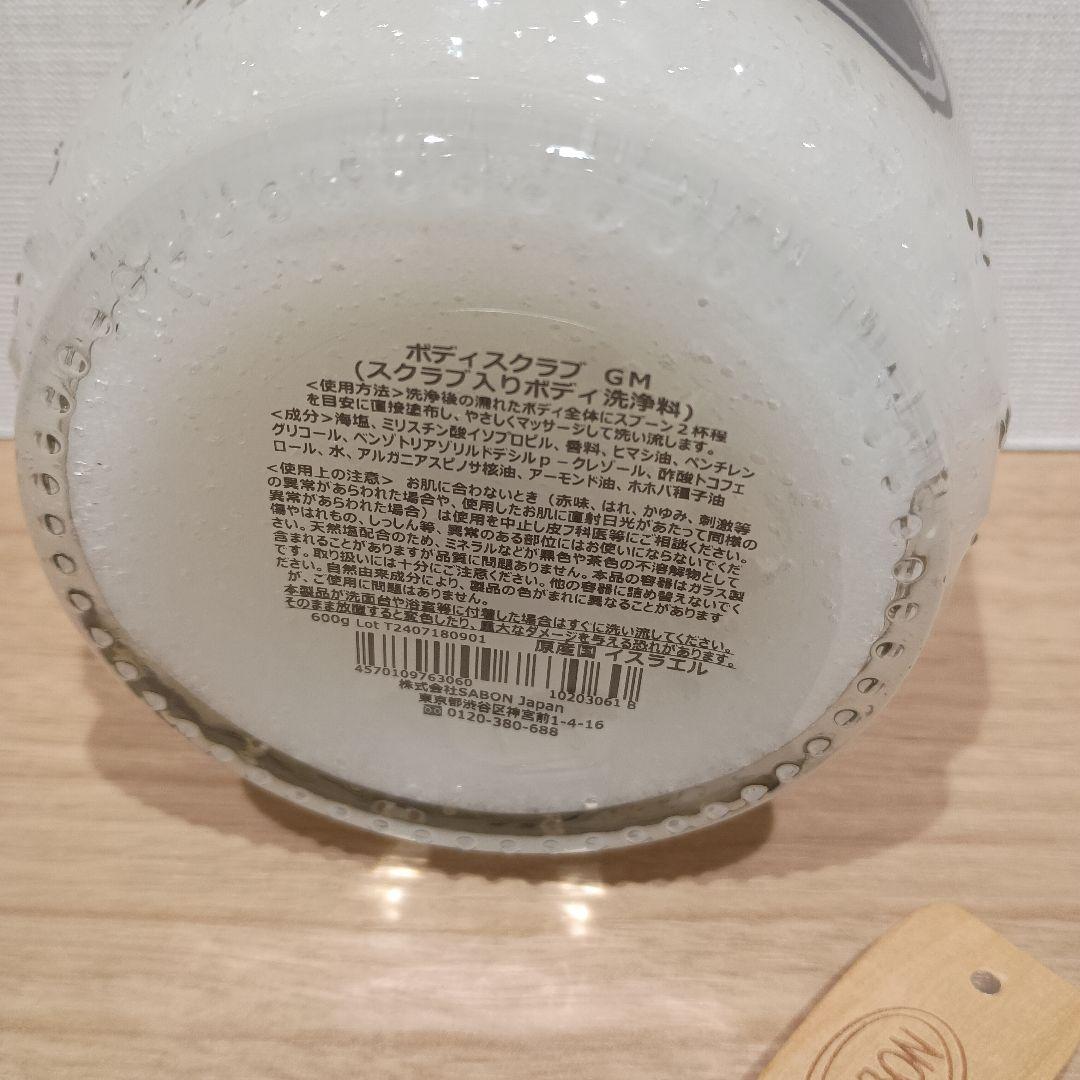 ボディスクラブ GM
(スクラブ入りボディ洗浄料)
<使用方法>洗浄後の濡れたボディ全体にスプーン2杯程
を目安に直接塗布し、やさしくマッサージして洗い流します。
<成分>海塩、ミリスチン酸イソプロピル、香料、ヒマシ油、ペンチレン
グリコール、ベンゾトリアゾリルドデシルp-クレゾール、酢酸トコフェ
ロール、水、アルガニアスピノサ核油、アーモンド油、ホホバ種子油
<使用上の注意> お肌に合わないとき(赤味、はれ、かゆみ、刺激等
の異常があらわれた場合や、使用したお肌に直射日光があたって同様の
異常があらわれた場合)は使用を中止し皮フ科医等にご相談ください。
傷やはれもの、しっしん等、異常のある部位にはお使いにならないでくだ
さい。天然塩配合のため、ミネラルなどが黒色や茶色の不溶解物として
含まれることがありますが品質に問題ありません。本品の容器はガラス製
です。取り扱いには十分にご注意ください。他の容器に詰め替えないでく
ださい。自然由来成分により、製品の色がまれに異なることがあります
が、ご使用に問題はありません。
本製品が洗面台や浴室等に付着した場合はすぐに洗い流してください。
そのまま放置すると変色したり、重大なダメージを与える恐れがあります。
600g Lot T2407180901 原産国 イスラエル
4570109763060 10203061 B
株式会社SABON Japan
東京都渋谷区神宮前1-4-16
0120-380-688